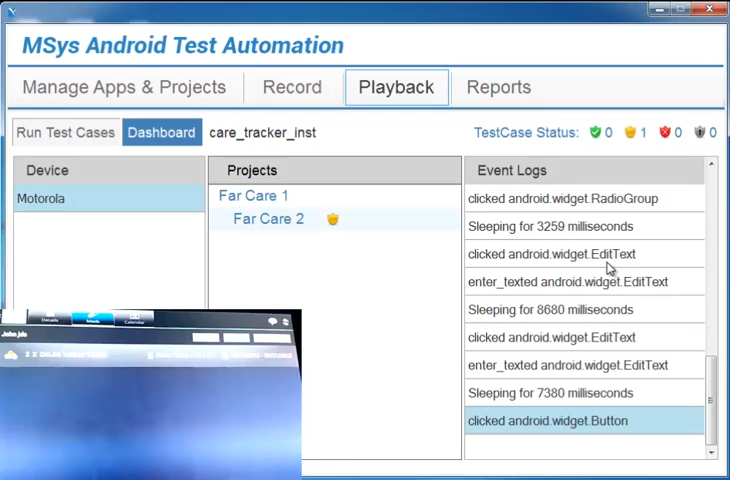 MSys Android Test Automation
Manage Apps & Projects
Record
Playback
Reports
Run Test Cases
Dashboard
care_tracker_inst
TestCase Status: 0 1 0 0
Device
Motorola
Projects
Far Care 1
Far Care 2
Event Logs
clicked android.widget.RadioGroup
Sleeping for 3259 milliseconds
clicked android.widget.EditText
enter_texted android.widget.EditText
Sleeping for 8680 milliseconds
clicked android.widget.EditText
enter_texted android.widget.EditText
Sleeping for 7380 milliseconds
clicked android.widget.Button
Details
Meds
Calendar